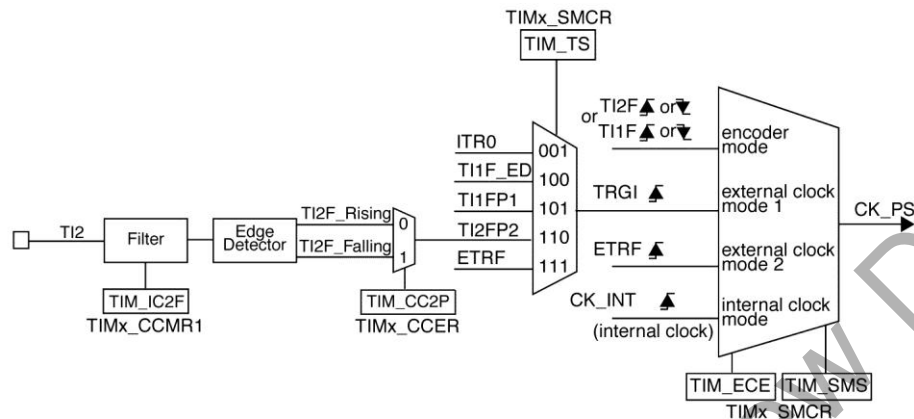 TIMx_SMCR
TIM_TS
or
TI2F or
TI1F or
encoder
mode
ITR0
001
TI1F_ED
100
TI1FP1
101
TI2FP2
110
ETRF
111
TRGI
external clock
mode 1
CK_PS
ETRF
external clock
mode 2
CK_INT
(internal clock)
internal clock
mode
TI2
Filter
Edge
Detector
TI2F_Rising
TI2F_Falling
0
1
TIM_IC2F
TIMx_CCMR1
TIM_CC2P
TIMx_CCER
TIM_ECE
TIM_SMS
TIMx_SMCR